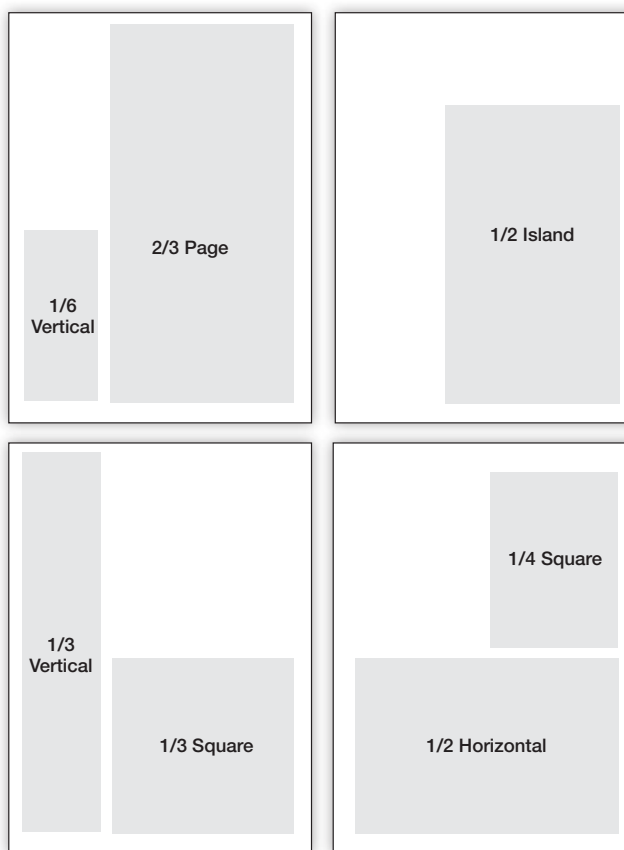 2/3 Page
1/6
Vertical
1/2 Island
1/3
Vertical
1/3 Square
1/4 Square
1/2 Horizontal